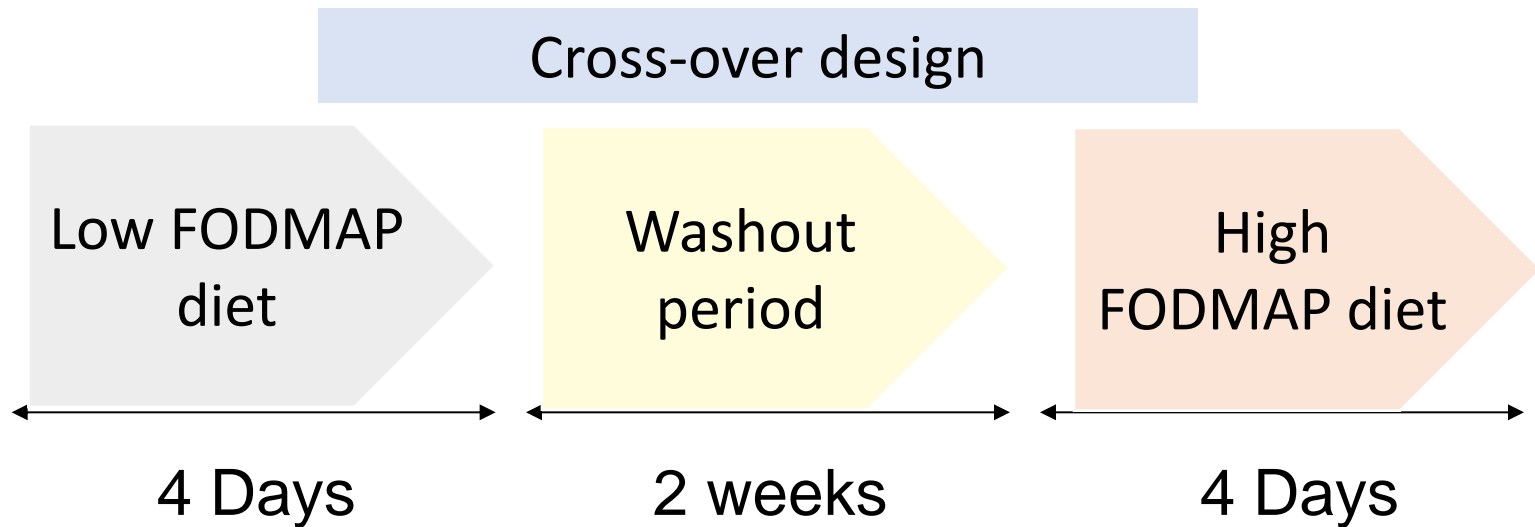 Cross-over design
Low FODMAP
diet
Washout
period
High
FODMAP diet
4 Days
2 weeks
4 Days